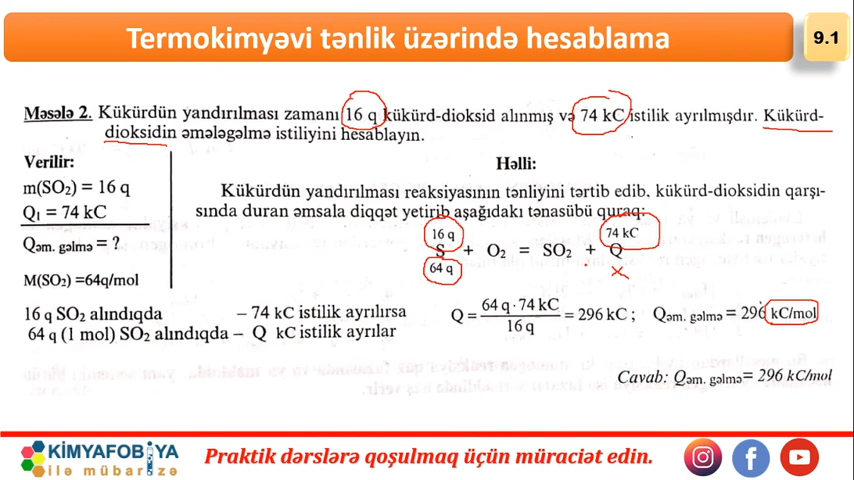 Termokimyəvi tənlik üzərində hesablama
9.1
Məsələ 2. Kükürdün yandırılması zamanı 16 q kükürd-dioksid alınmış və 74 kC istilik ayrılmışdır. Kükürd-
dioksidin əmələgəlmə istiliyini hesablayın.
Verilir:
Həlli:
m(SO₂) = 16 q
Q₁ = 74 kC
Qəm. gəlmə = ?
M(SO₂) =64q/mol
Kükürdün yandırılması reaksiyasının tənliyini tərtib edib. kükürd-dioksidin qarşı-
sında duran əmsala diqqət yetirib aşağıdakı tənasübü quraq:
16 q 74 kC
S + O₂ = SO₂ + Q
64 q x
16 q SO₂ alındıqda – 74 kC istilik ayrılırsa
64 q (1 mol) SO₂ alındıqda – Q kC istilik ayrılar
Q = 64 q · 74 kC / 16 q = 296 kC ; Qəm. gəlmə = 296 kC/mol
Cavab: Qəm. gəlmə = 296 kC/mol
KİMYAFOBİYA
ilə mübarizə
Praktik dərslərə qoşulmaq üçün müraciət edin.